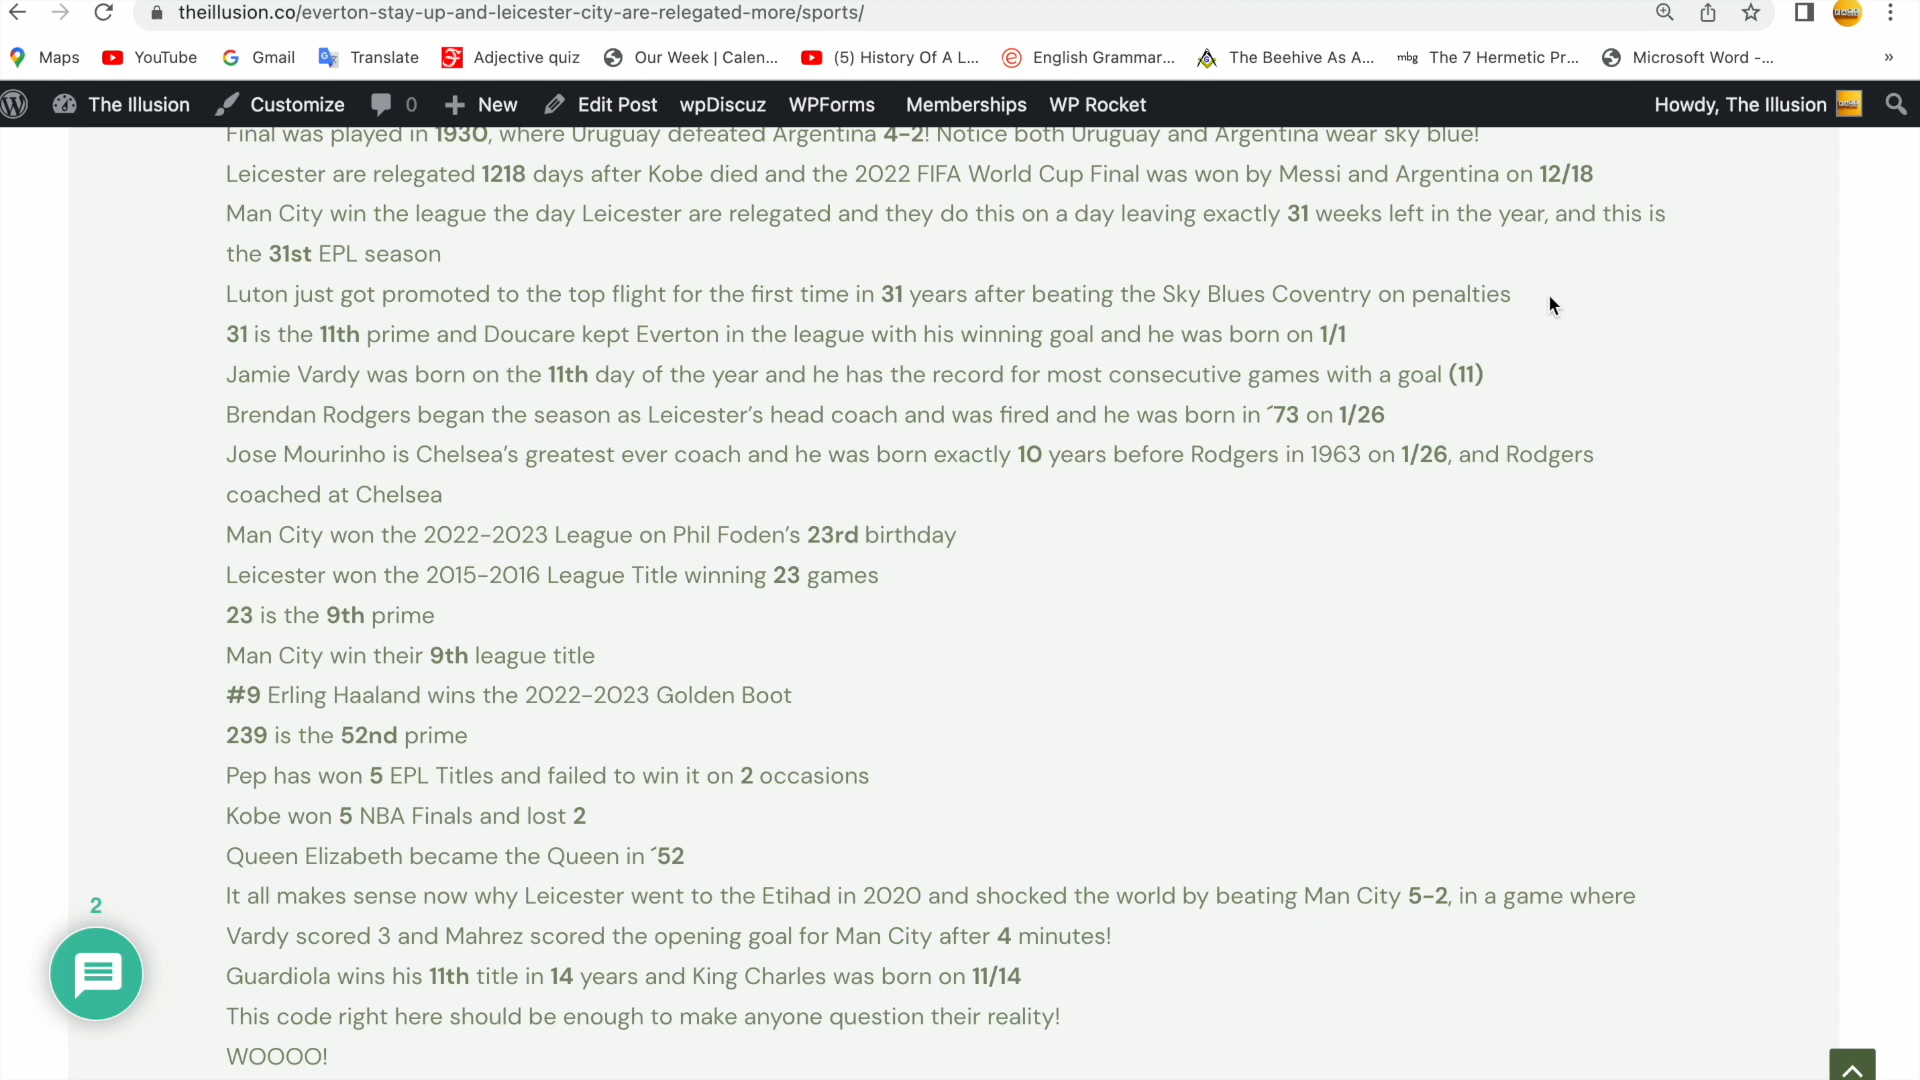 theillusion.co/everton-stay-up-and-leicester-city-are-relegated-more/sports/
Maps YouTube Gmail Translate Adjective quiz Our Week | Calen... (5) History Of A L... English Grammar... The Beehive As A... mbg The 7 Hermetic Pr... Microsoft Word -... »
The Illusion Customize 0 New Edit Post wpDiscuz WPForms Memberships WP Rocket Howdy, The Illusion
Final was played in 1930, where Uruguay defeated Argentina 4–2! Notice both Uruguay and Argentina wear sky blue!
Leicester are relegated 1218 days after Kobe died and the 2022 FIFA World Cup Final was won by Messi and Argentina on 12/18
Man City win the league the day Leicester are relegated and they do this on a day leaving exactly 31 weeks left in the year, and this is
the 31st EPL season
Luton just got promoted to the top flight for the first time in 31 years after beating the Sky Blues Coventry on penalties
31 is the 11th prime and Doucare kept Everton in the league with his winning goal and he was born on 1/1
Jamie Vardy was born on the 11th day of the year and he has the record for most consecutive games with a goal (11)
Brendan Rodgers began the season as Leicester's head coach and was fired and he was born in ´73 on 1/26
Jose Mourinho is Chelsea's greatest ever coach and he was born exactly 10 years before Rodgers in 1963 on 1/26, and Rodgers
coached at Chelsea
Man City won the 2022–2023 League on Phil Foden's 23rd birthday
Leicester won the 2015–2016 League Title winning 23 games
23 is the 9th prime
Man City win their 9th league title
#9 Erling Haaland wins the 2022–2023 Golden Boot
239 is the 52nd prime
Pep has won 5 EPL Titles and failed to win it on 2 occasions
Kobe won 5 NBA Finals and lost 2
Queen Elizabeth became the Queen in ´52
It all makes sense now why Leicester went to the Etihad in 2020 and shocked the world by beating Man City 5–2, in a game where
Vardy scored 3 and Mahrez scored the opening goal for Man City after 4 minutes!
Guardiola wins his 11th title in 14 years and King Charles was born on 11/14
This code right here should be enough to make anyone question their reality!
WOOOO!
2